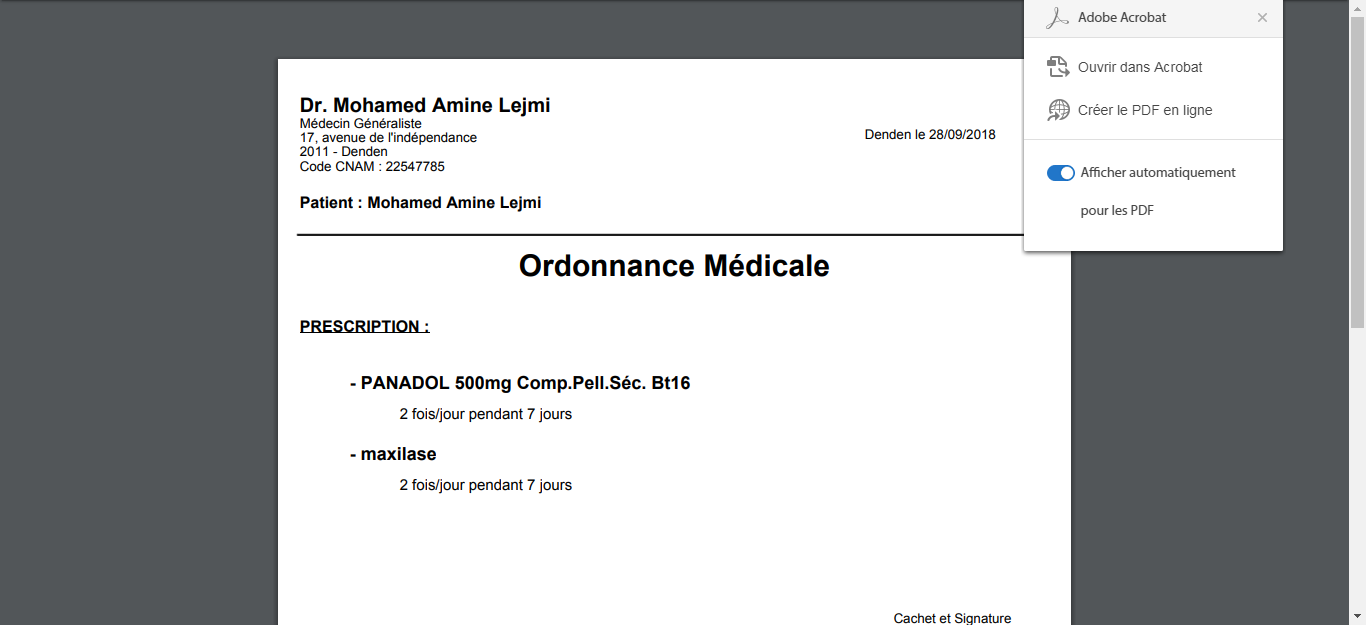 Adobe Acrobat
Ouvrir dans Acrobat
Créer le PDF en ligne
Afficher automatiquement
pour les PDF
Dr. Mohamed Amine Lejmi
Médecin Généraliste
17, avenue de l'indépendance
2011 - Denden
Code CNAM : 22547785
Denden le 28/09/2018
Patient : Mohamed Amine Lejmi
Ordonnance Médicale
PRESCRIPTION :
- PANADOL 500mg Comp.Pell.Séc. Bt16
2 fois/jour pendant 7 jours
- maxilase
2 fois/jour pendant 7 jours
Cachet et Signature